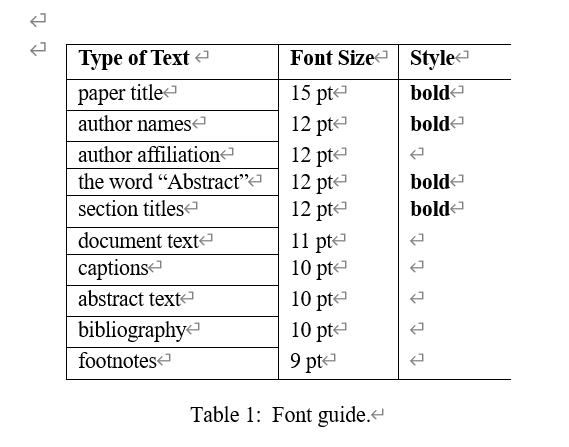 Type of Text Font Size Style
paper title 15 pt bold
author names 12 pt bold
author affiliation 12 pt
the word “Abstract” 12 pt bold
section titles 12 pt bold
document text 11 pt
captions 10 pt
abstract text 10 pt
bibliography 10 pt
footnotes 9 pt
Table 1:  Font guide.